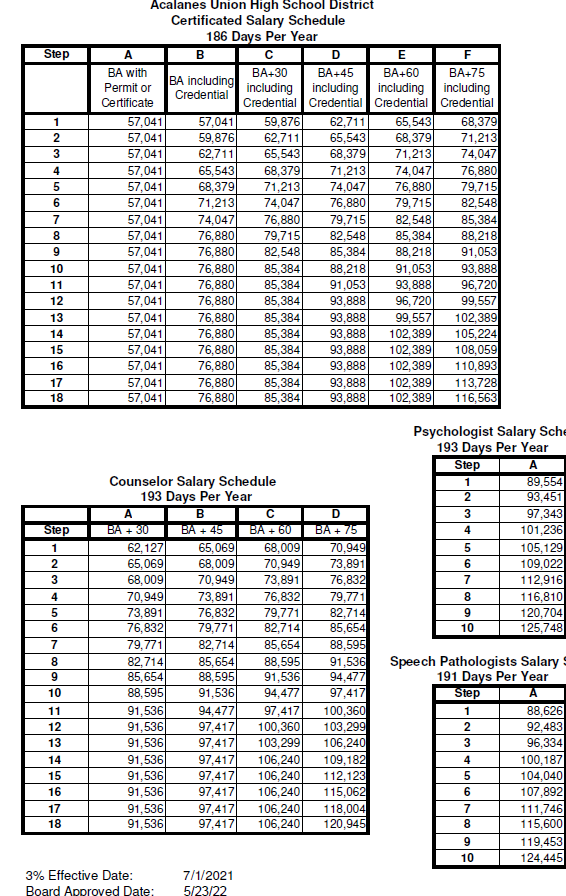 Acalanes Union High School District
Certificated Salary Schedule
186 Days Per Year
Step A B C D E F
BA with Permit or Certificate BA including Credential BA+30 including Credential BA+45 including Credential BA+60 including Credential BA+75 including Credential
1 57,041 57,041 59,876 62,711 65,543 68,379
2 57,041 59,876 62,711 65,543 68,379 71,213
3 57,041 62,711 65,543 68,379 71,213 74,047
4 57,041 65,543 68,379 71,213 74,047 76,880
5 57,041 68,379 71,213 74,047 76,880 79,715
6 57,041 71,213 74,047 76,880 79,715 82,548
7 57,041 74,047 76,880 79,715 82,548 85,384
8 57,041 76,880 79,715 82,548 85,384 88,218
9 57,041 76,880 82,548 85,384 88,218 91,053
10 57,041 76,880 85,384 88,218 91,053 93,888
11 57,041 76,880 85,384 91,053 93,888 96,720
12 57,041 76,880 85,384 93,888 96,720 99,557
13 57,041 76,880 85,384 93,888 99,557 102,389
14 57,041 76,880 85,384 93,888 102,389 105,224
15 57,041 76,880 85,384 93,888 102,389 108,059
16 57,041 76,880 85,384 93,888 102,389 110,893
17 57,041 76,880 85,384 93,888 102,389 113,728
18 57,041 76,880 85,384 93,888 102,389 116,563
Counselor Salary Schedule
193 Days Per Year
A B C D
Step BA + 30 BA + 45 BA + 60 BA + 75
1 62,127 65,069 68,009 70,949
2 65,069 68,009 70,949 73,891
3 68,009 70,949 73,891 76,832
4 70,949 73,891 76,832 79,771
5 73,891 76,832 79,771 82,714
6 76,832 79,771 82,714 85,654
7 79,771 82,714 85,654 88,595
8 82,714 85,654 88,595 91,536
9 85,654 88,595 91,536 94,477
10 88,595 91,536 94,477 97,417
11 91,536 94,477 97,417 100,360
12 91,536 97,417 100,360 103,299
13 91,536 97,417 103,299 106,240
14 91,536 97,417 106,240 109,182
15 91,536 97,417 106,240 112,123
16 91,536 97,417 106,240 115,062
17 91,536 97,417 106,240 118,004
18 91,536 97,417 106,240 120,945
Psychologist Salary Sche
193 Days Per Year
Step A
1 89,554
2 93,451
3 97,343
4 101,236
5 105,129
6 109,022
7 112,916
8 116,810
9 120,704
10 125,748
Speech Pathologists Salary
191 Days Per Year
Step A
1 88,626
2 92,483
3 96,334
4 100,187
5 104,040
6 107,892
7 111,746
8 115,600
9 119,453
10 124,445
3% Effective Date: 7/1/2021
Board Approved Date: 5/23/22